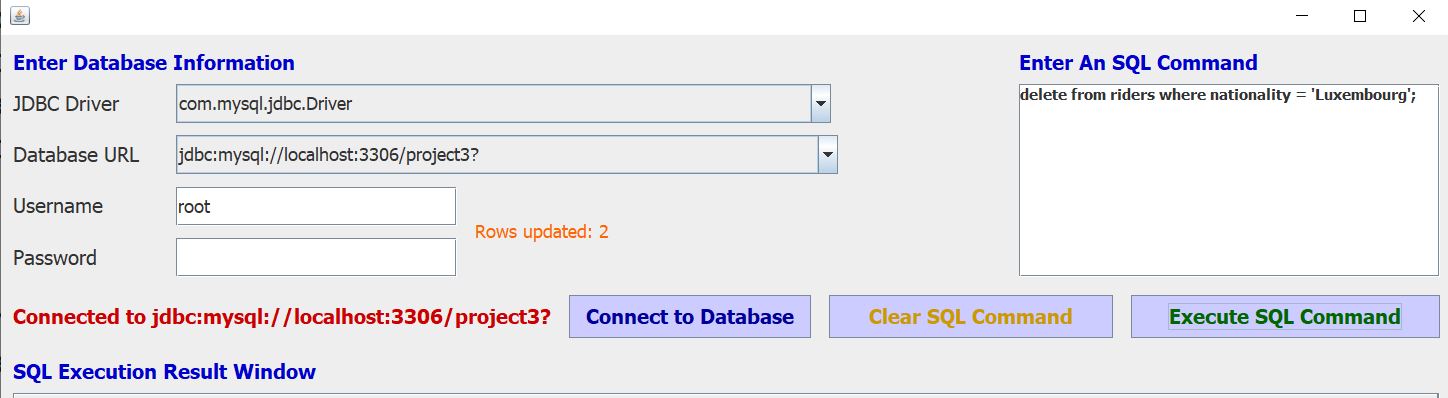 Enter Database Information
Enter An SQL Command
JDBC Driver
com.mysql.jdbc.Driver
delete from riders where nationality = 'Luxembourg';
Database URL
jdbc:mysql://localhost:3306/project3?
Username
root
Rows updated: 2
Password
Connected to jdbc:mysql://localhost:3306/project3?
Connect to Database
Clear SQL Command
Execute SQL Command
SQL Execution Result Window